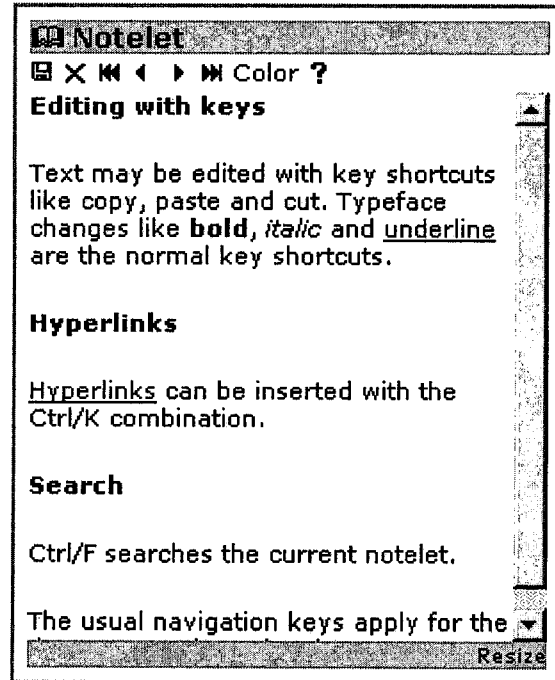 Notelet
Color ?
Editing with keys
Text may be edited with key shortcuts
like copy, paste and cut. Typeface
changes like bold, italic and underline
are the normal key shortcuts.
Hyperlinks
Hyperlinks can be inserted with the
Ctrl/K combination.
Search
Ctrl/F searches the current notelet.
The usual navigation keys apply for the
Resize